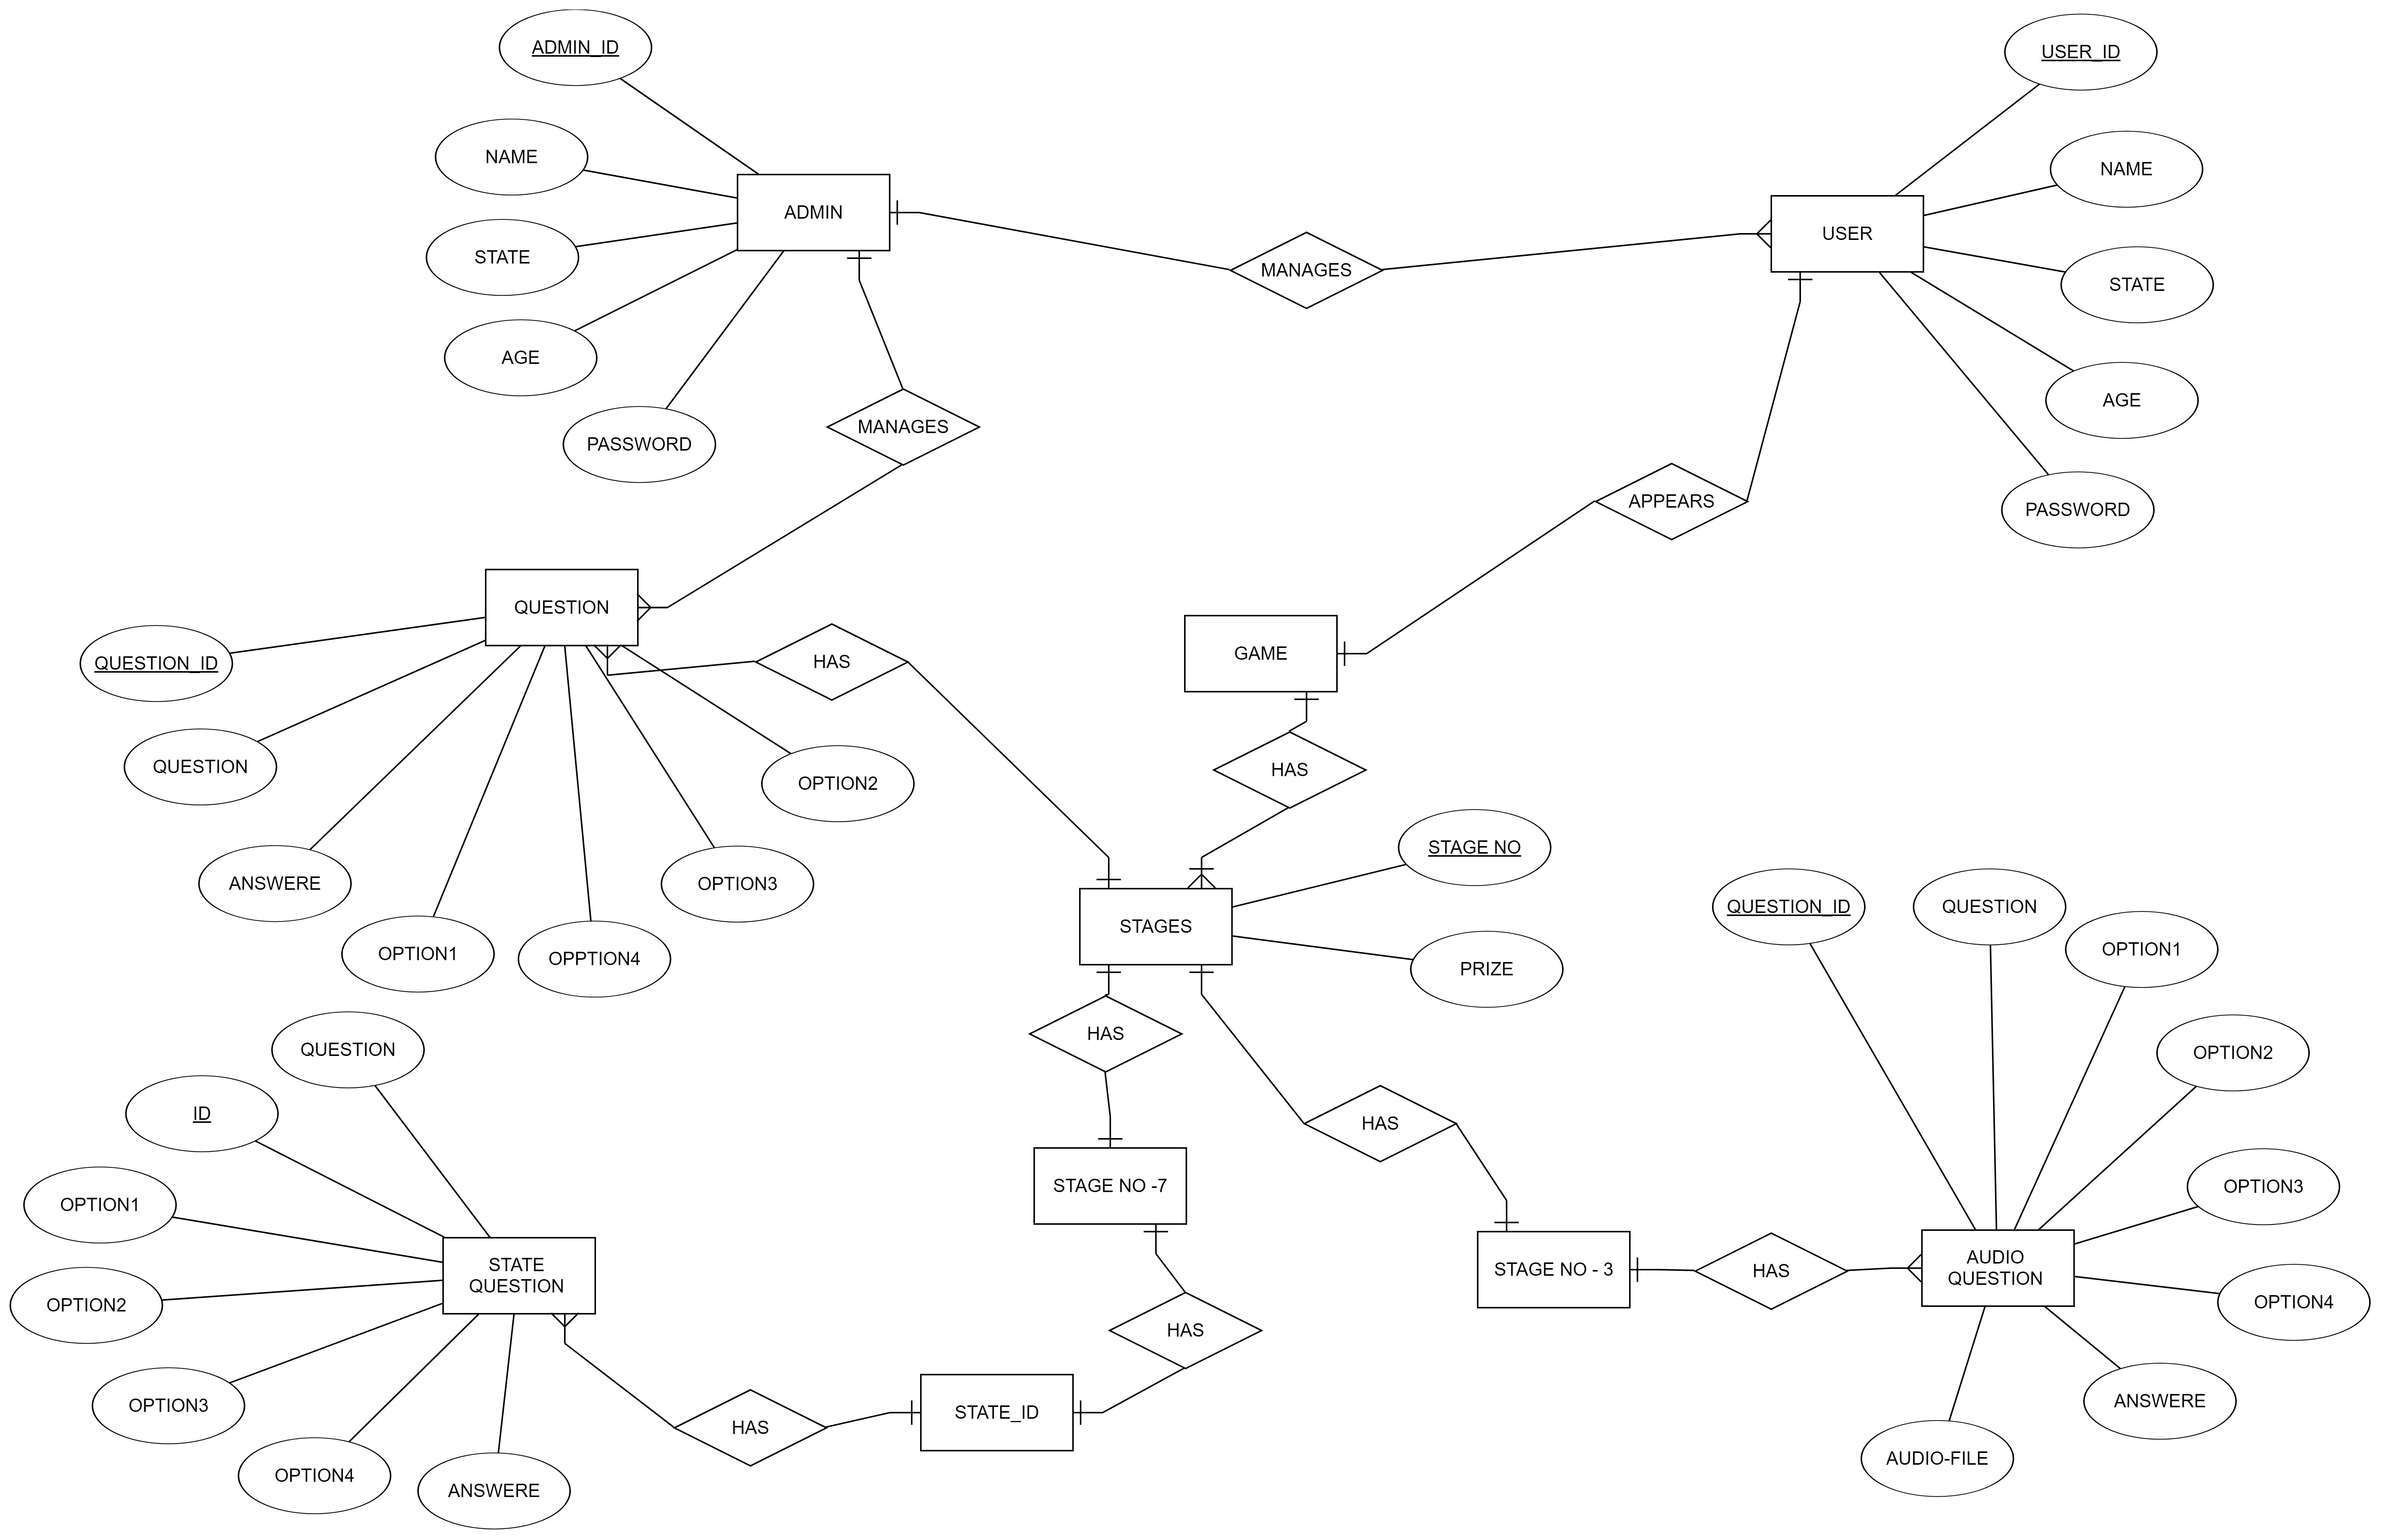 ADMIN_ID
USER_ID
NAME
NAME
ADMIN
USER
STATE
MANAGES
STATE
AGE
AGE
MANAGES
PASSWORD
APPEARS
PASSWORD
QUESTION
GAME
QUESTION_ID
HAS
QUESTION
HAS
OPTION2
STAGE NO
ANSWERE
OPTION3
QUESTION_ID
QUESTION
STAGES
OPTION1
OPTION1
OPPTION4
PRIZE
HAS
QUESTION
OPTION2
ID
HAS
STAGE NO -7
OPTION3
OPTION1
STATE
QUESTION
STAGE NO - 3
HAS
AUDIO
QUESTION
OPTION2
OPTION4
HAS
OPTION3
STATE_ID
ANSWERE
HAS
OPTION4
ANSWERE
AUDIO-FILE